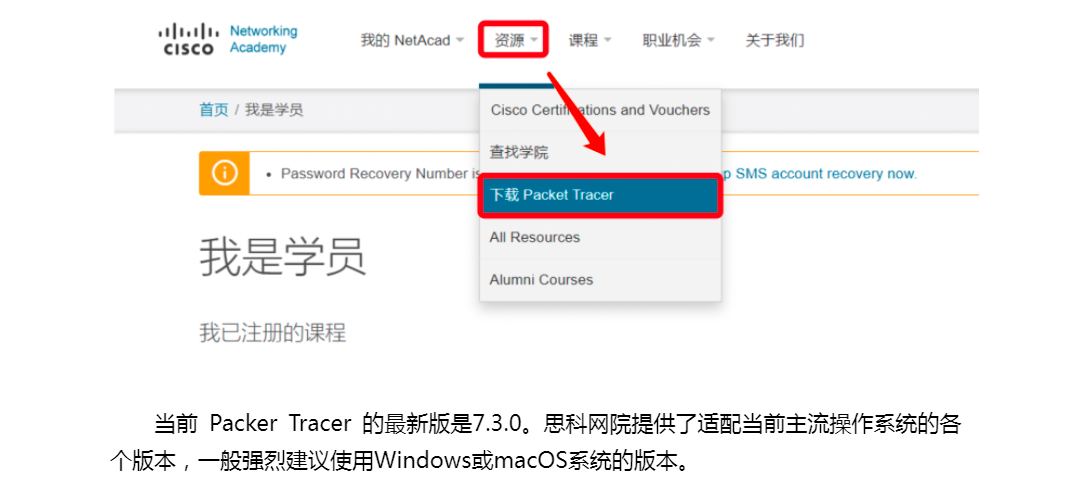 Networking
CISCO Academy
我的 NetAcad 资源 课程 职业机会 关于我们
首页 / 我是学员
Cisco Certifications and Vouchers
查找学院
• Password Recovery Number is
p SMS account recovery now.
下载 Packet Tracer
All Resources
我是学员
Alumni Courses
我已注册的课程
当前 Packer Tracer 的最新版是7.3.0。思科网院提供了适配当前主流操作系统的各
个版本，一般强烈建议使用Windows或macOS系统的版本。